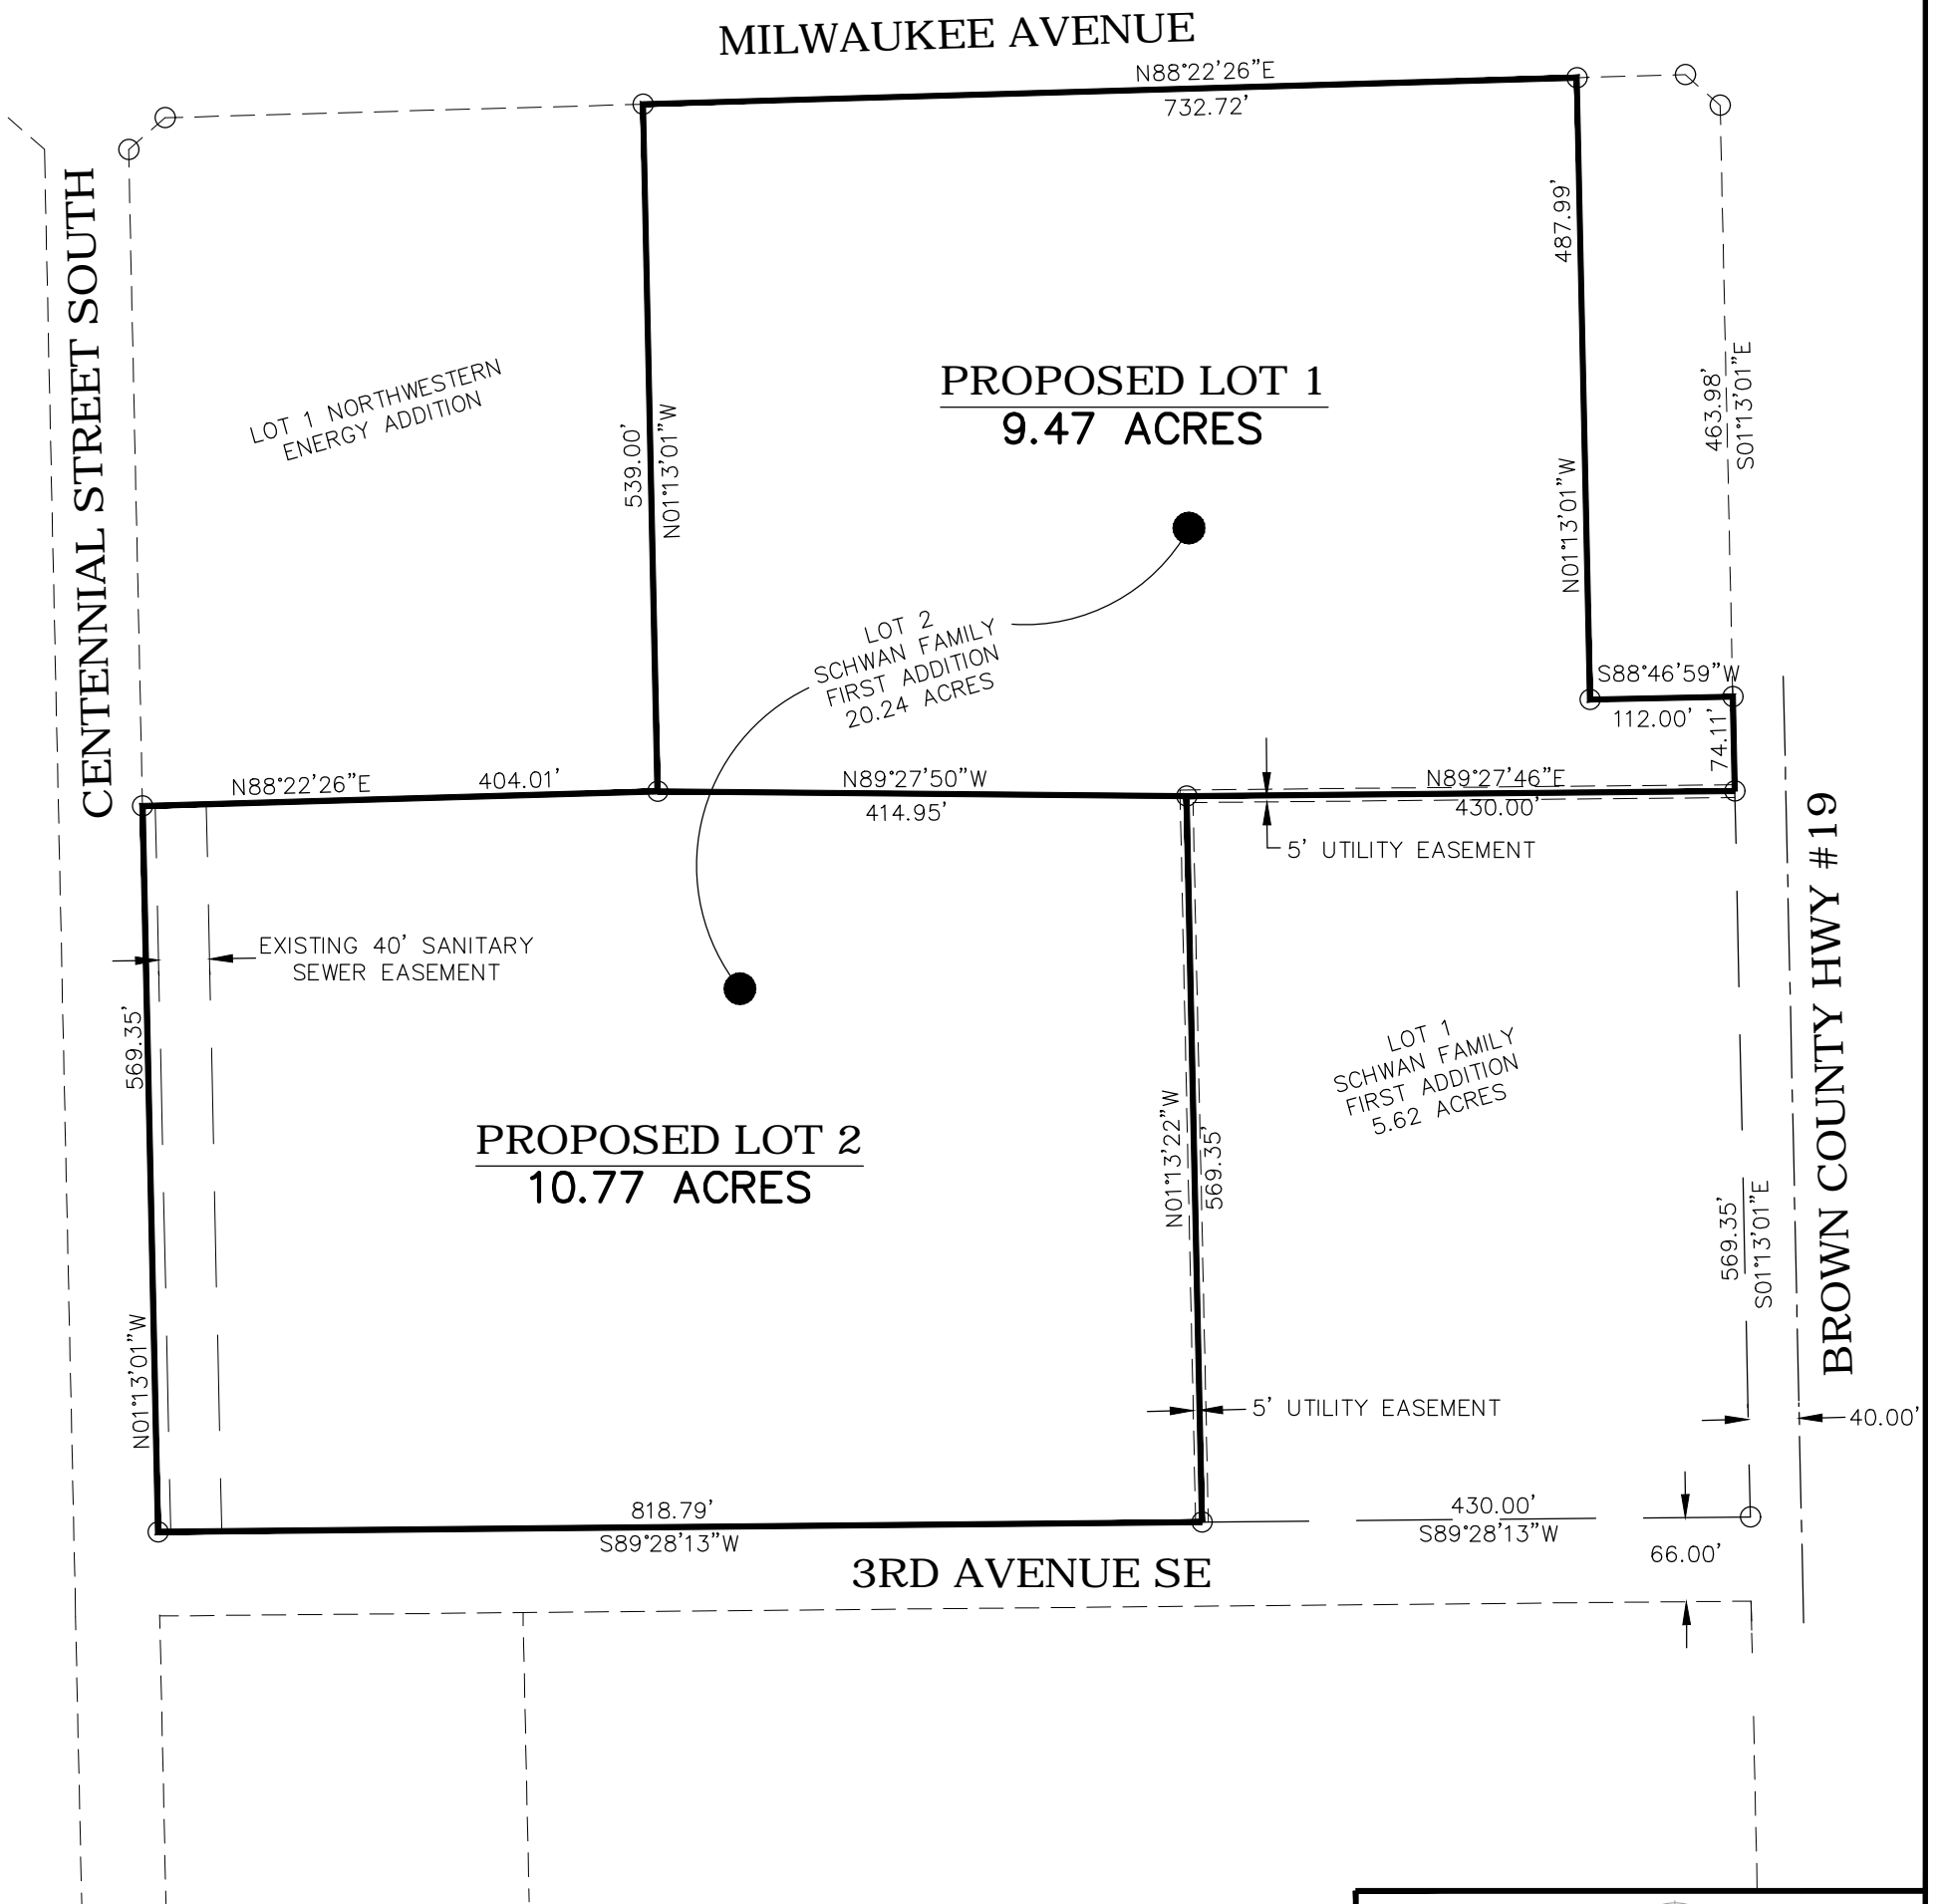 MILWAUKEE AVENUE
N88°22'26"E
732.72'
CENTENNIAL STREET SOUTH
LOT 1 NORTHWESTERN
ENERGY ADDITION
539.00'
N01°13'01"W
PROPOSED LOT 1
9.47 ACRES
487.99'
N01°13'01"W
463.98'
S01°13'01"E
LOT 2
SCHWAN FAMILY
FIRST ADDITION
20.24 ACRES
S88°46'59"W
112.00'
74.11'
N88°22'26"E
404.01'
N89°27'50"W
414.95'
N89°27'46"E
430.00'
5' UTILITY EASEMENT
BROWN COUNTY HWY #19
EXISTING 40' SANITARY
SEWER EASEMENT
569.35'
N01°13'01"W
PROPOSED LOT 2
10.77 ACRES
N01°13'22"W
569.35'
LOT 1
SCHWAN FAMILY
FIRST ADDITION
5.62 ACRES
569.35'
S01°13'01"E
5' UTILITY EASEMENT
40.00'
818.79'
S89°28'13"W
430.00'
S89°28'13"W
66.00'
3RD AVENUE SE